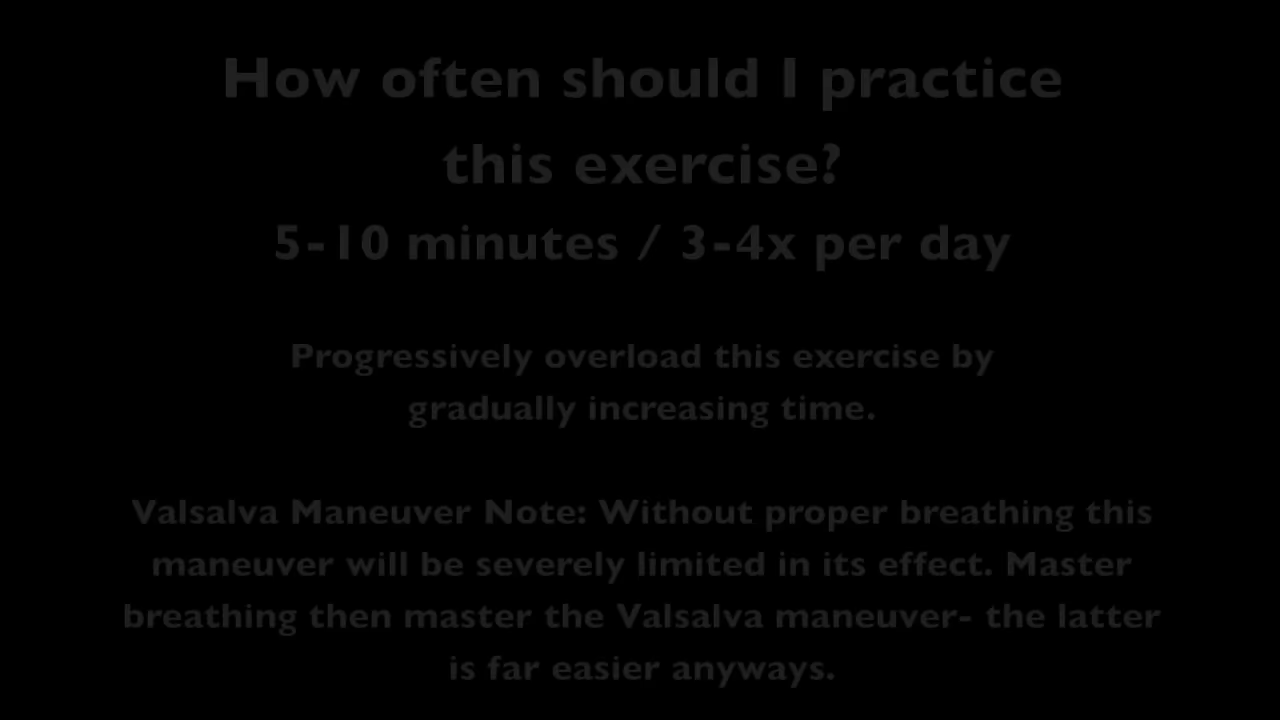 How often should I practice
this exercise?
5-10 minutes / 3-4x per day
Progressively overload this exercise by
gradually increasing time.
Valsalva Maneuver Note: Without proper breathing this
maneuver will be severely limited in its effect. Master
breathing then master the Valsalva maneuver- the latter
is far easier anyways.